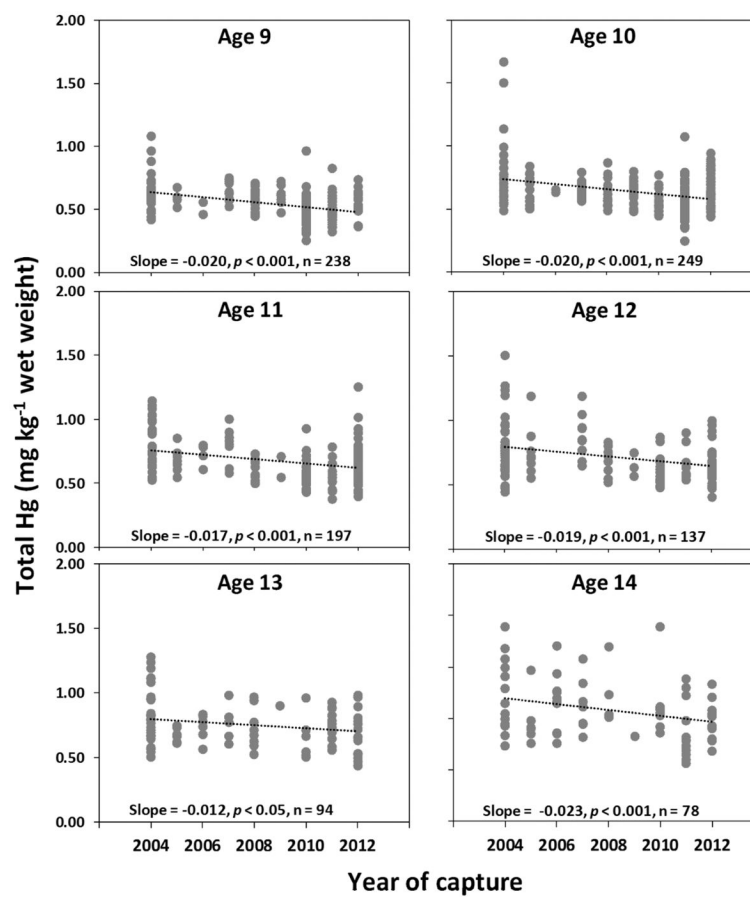 Total Hg (mg kg⁻¹ wet weight)
2.00
1.50
1.00
0.50
0.00
Age 9
Slope = -0.020, p < 0.001, n = 238
Age 10
Slope = -0.020, p < 0.001, n = 249
2.00
1.50
1.00
0.50
0.00
Age 11
Slope = -0.017, p < 0.001, n = 197
Age 12
Slope = -0.019, p < 0.001, n = 137
2.00
1.50
1.00
0.50
0.00
Age 13
Slope = -0.012, p < 0.05, n = 94
Age 14
Slope = -0.023, p < 0.001, n = 78
2004 2006 2008 2010 2012
2004 2006 2008 2010 2012
Year of capture